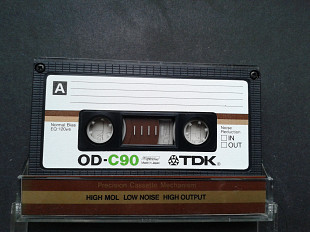 A
Normal Bias
EQ 120µs
Noise
Reduction
IN
OUT
OD-C90
TDK
Precision Cassette Mechanism
HIGH MOL LOW NOISE HIGH OUTPUT